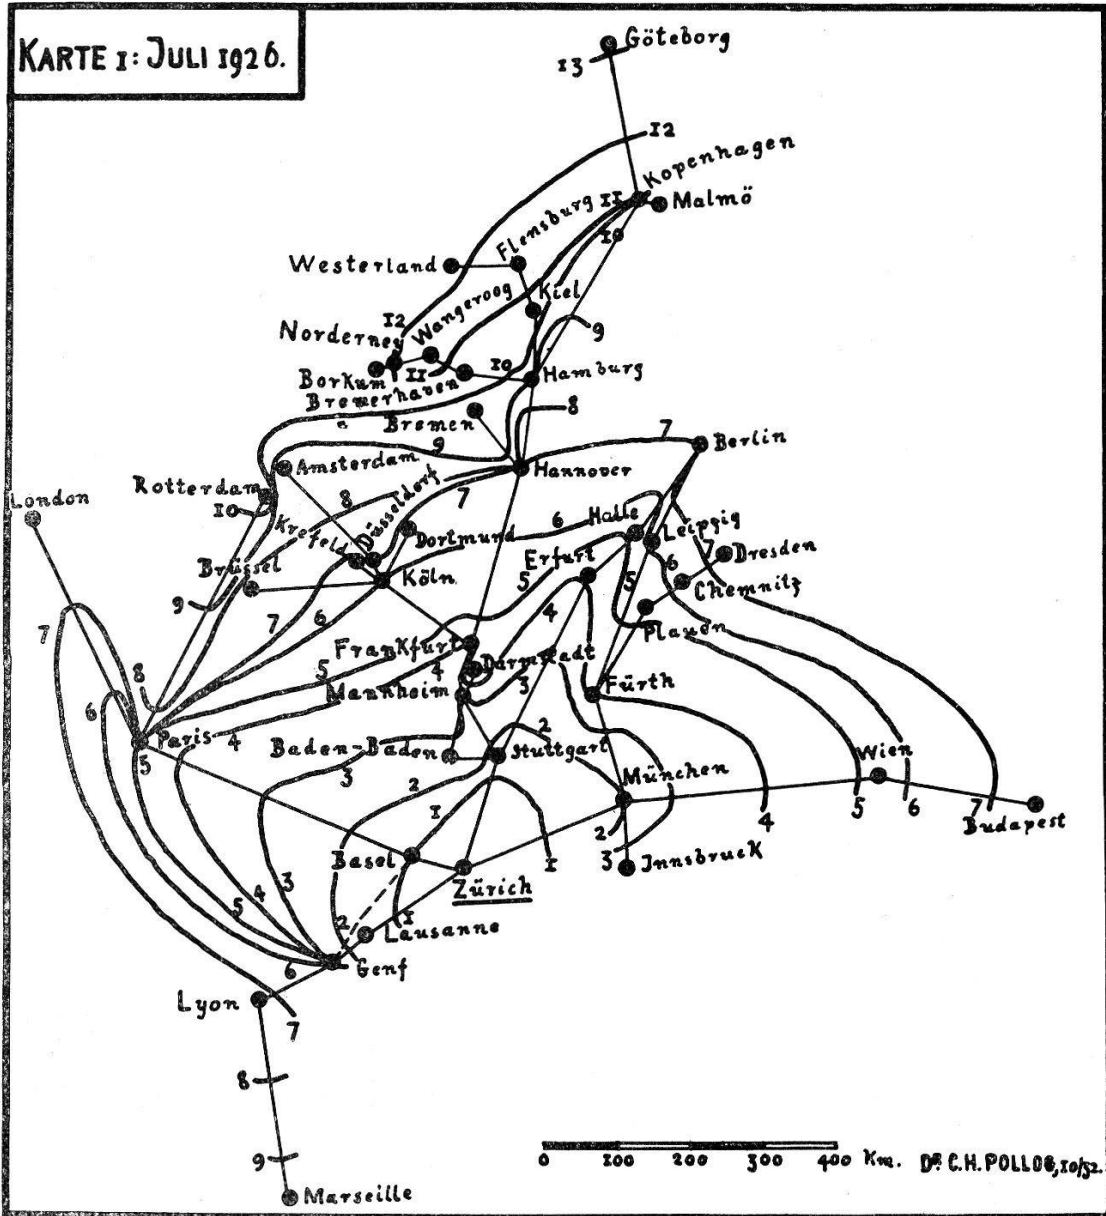 KARTE I: JULI 1926.
Göteborg
13
12
Kopenhagen
11
Malmö
10
Flensburg
Westerland
Kiel
Wangeroog
12
9
Norderney
11
10
Hamburg
Borkum
Bremerhaven
8
Bremen
7
Berlin
9
Amsterdam
Hannover
Rotterdam
8
Düsseldorf
7
London
10
6
Halle
Krefeld
Dortmund
Leipzig
7
Dresden
Brüssel
Köln
Erfurt
6
5
5
Chemnitz
9
4
7
7
6
Plauen
Frankfurt
5
4
Darmstadt
8
Mannheim
3
Fürth
6
Paris
4
Baden-Baden
2
Stuttgart
Wien
5
3
2
München
1
4
5
6
7
Budapest
2
Basel
1
3
Innsbruck
Zürich
4
3
5
2
1
Lausanne
6
Genf
Lyon
7
8
9
0 100 200 300 400 Km.
DR. C.H. POLLOG, 10/32.
Marseille